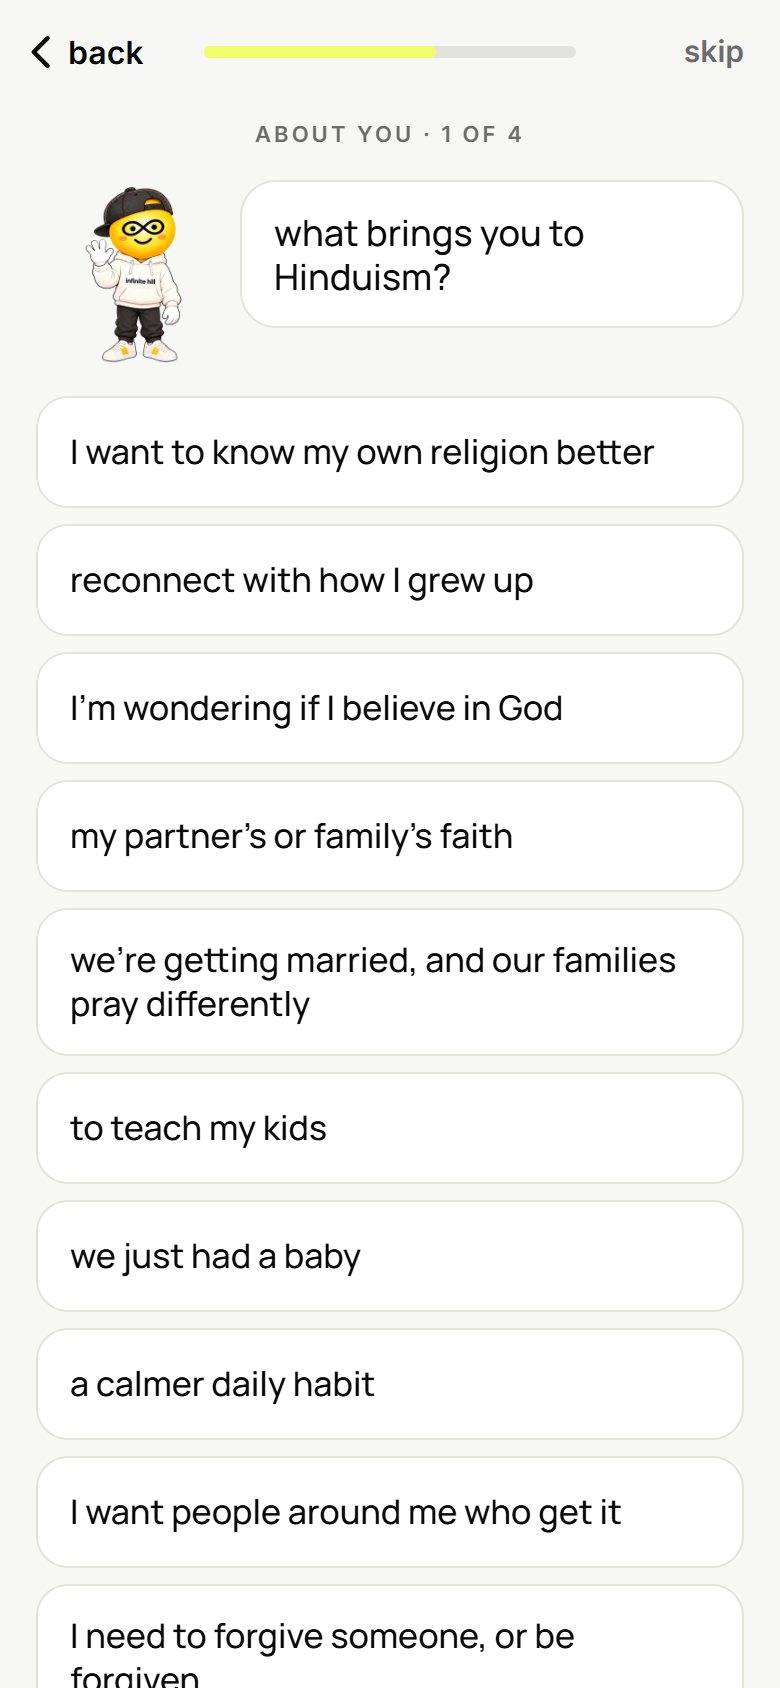 back
skip
ABOUT YOU · 1 OF 4
infinite hill
what brings you to
Hinduism?
I want to know my own religion better
reconnect with how I grew up
I’m wondering if I believe in God
my partner’s or family’s faith
we’re getting married, and our families
pray differently
to teach my kids
we just had a baby
a calmer daily habit
I want people around me who get it
I need to forgive someone, or be
forgiven